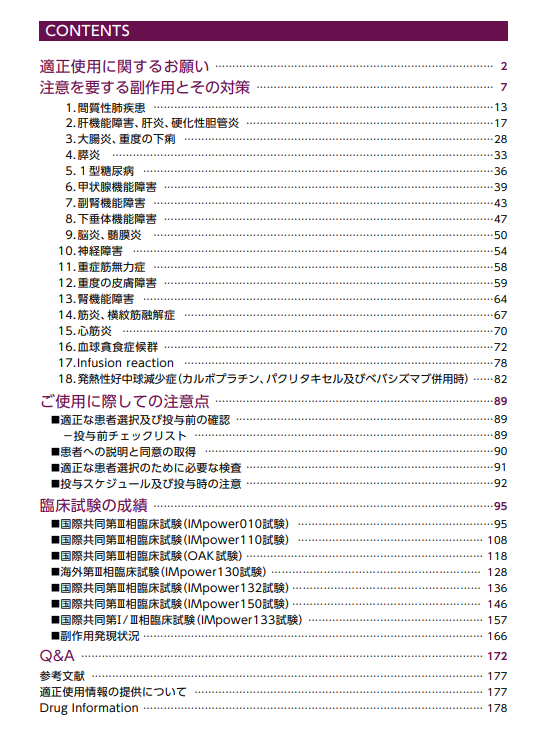 CONTENTS
適正使用に関するお願い 2
注意を要する副作用とその対策 7
1.間質性肺疾患 13
2.肝機能障害、肝炎、硬化性胆管炎 17
3.大腸炎、重度の下痢 28
4.膵炎 33
5.1型糖尿病 36
6.甲状腺機能障害 39
7.副腎機能障害 43
8.下垂体機能障害 47
9.脳炎、髄膜炎 50
10.神経障害 54
11.重症筋無力症 58
12.重度の皮膚障害 59
13.腎機能障害 64
14.筋炎、横紋筋融解症 67
15.心筋炎 70
16.血球貪食症候群 72
17.Infusion reaction 78
18.発熱性好中球減少症(カルボプラチン、パクリタキセル及びベバシズマブ併用時) 82
ご使用に際しての注意点 89
■適正な患者選択及び投与前の確認 89
−投与前チェックリスト 89
■患者への説明と同意の取得 90
■適正な患者選択のために必要な検査 91
■投与スケジュール及び投与時の注意 92
臨床試験の成績 95
■国際共同第Ⅲ相臨床試験(IMpower010試験) 95
■国際共同第Ⅲ相臨床試験(IMpower110試験) 108
■国際共同第Ⅲ相臨床試験(OAK試験) 118
■海外第Ⅲ相臨床試験(IMpower130試験) 128
■国際共同第Ⅲ相臨床試験(IMpower132試験) 136
■国際共同第Ⅲ相臨床試験(IMpower150試験) 146
■国際共同第Ⅰ/Ⅲ相臨床試験(IMpower133試験) 157
■副作用発現状況 166
Q&A 172
参考文献 177
適正使用情報の提供について 177
Drug Information 178